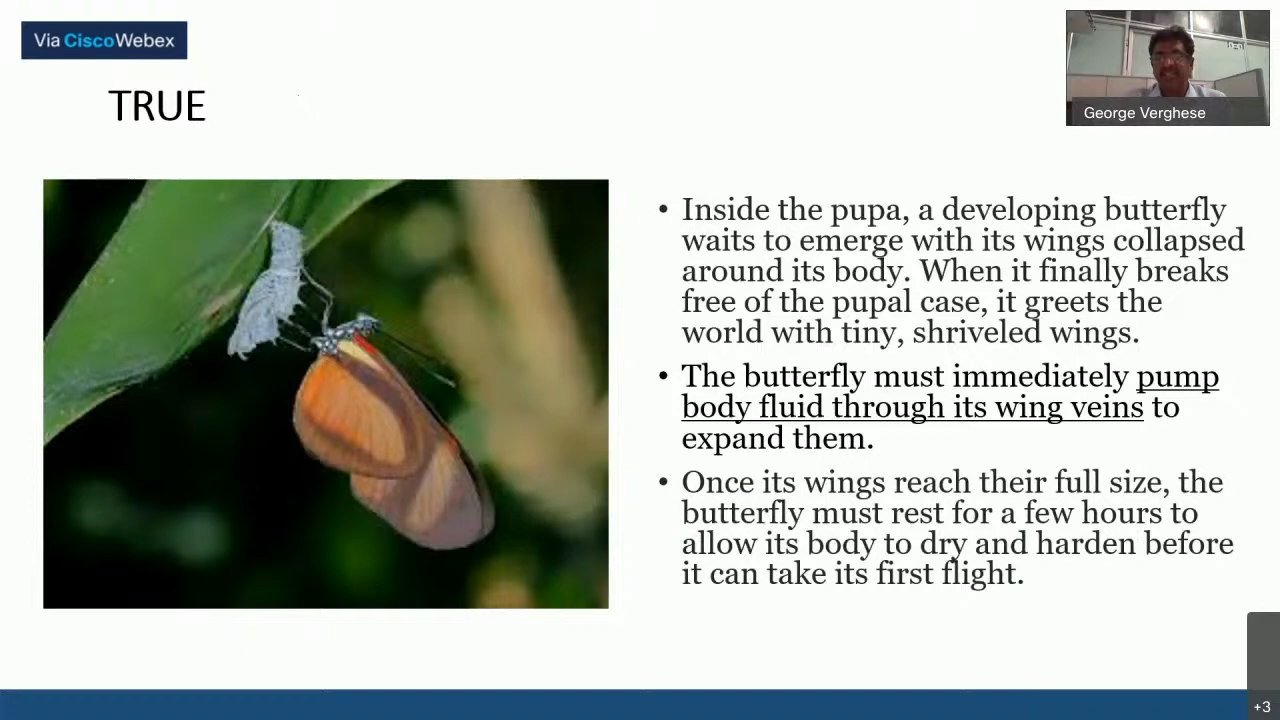 Via Cisco Webex
George Verghese
TRUE
• Inside the pupa, a developing butterfly
waits to emerge with its wings collapsed
around its body. When it finally breaks
free of the pupal case, it greets the
world with tiny, shriveled wings.
• The butterfly must immediately pump
body fluid through its wing veins to
expand them.
• Once its wings reach their full size, the
butterfly must rest for a few hours to
allow its body to dry and harden before
it can take its first flight.
+3